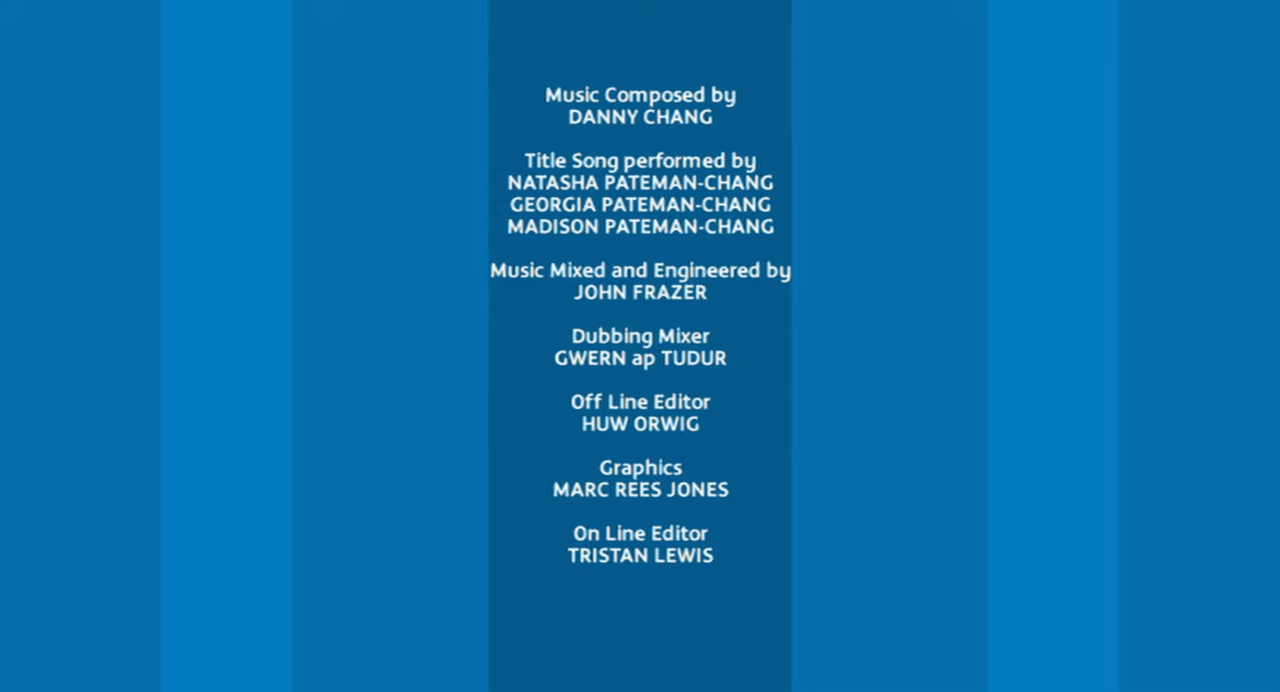 Music Composed by
DANNY CHANG
Title Song performed by
NATASHA PATEMAN-CHANG
GEORGIA PATEMAN-CHANG
MADISON PATEMAN-CHANG
Music Mixed and Engineered by
JOHN FRAZER
Dubbing Mixer
GWERN ap TUDUR
Off Line Editor
HUW ORWIG
Graphics
MARC REES JONES
On Line Editor
TRISTAN LEWIS